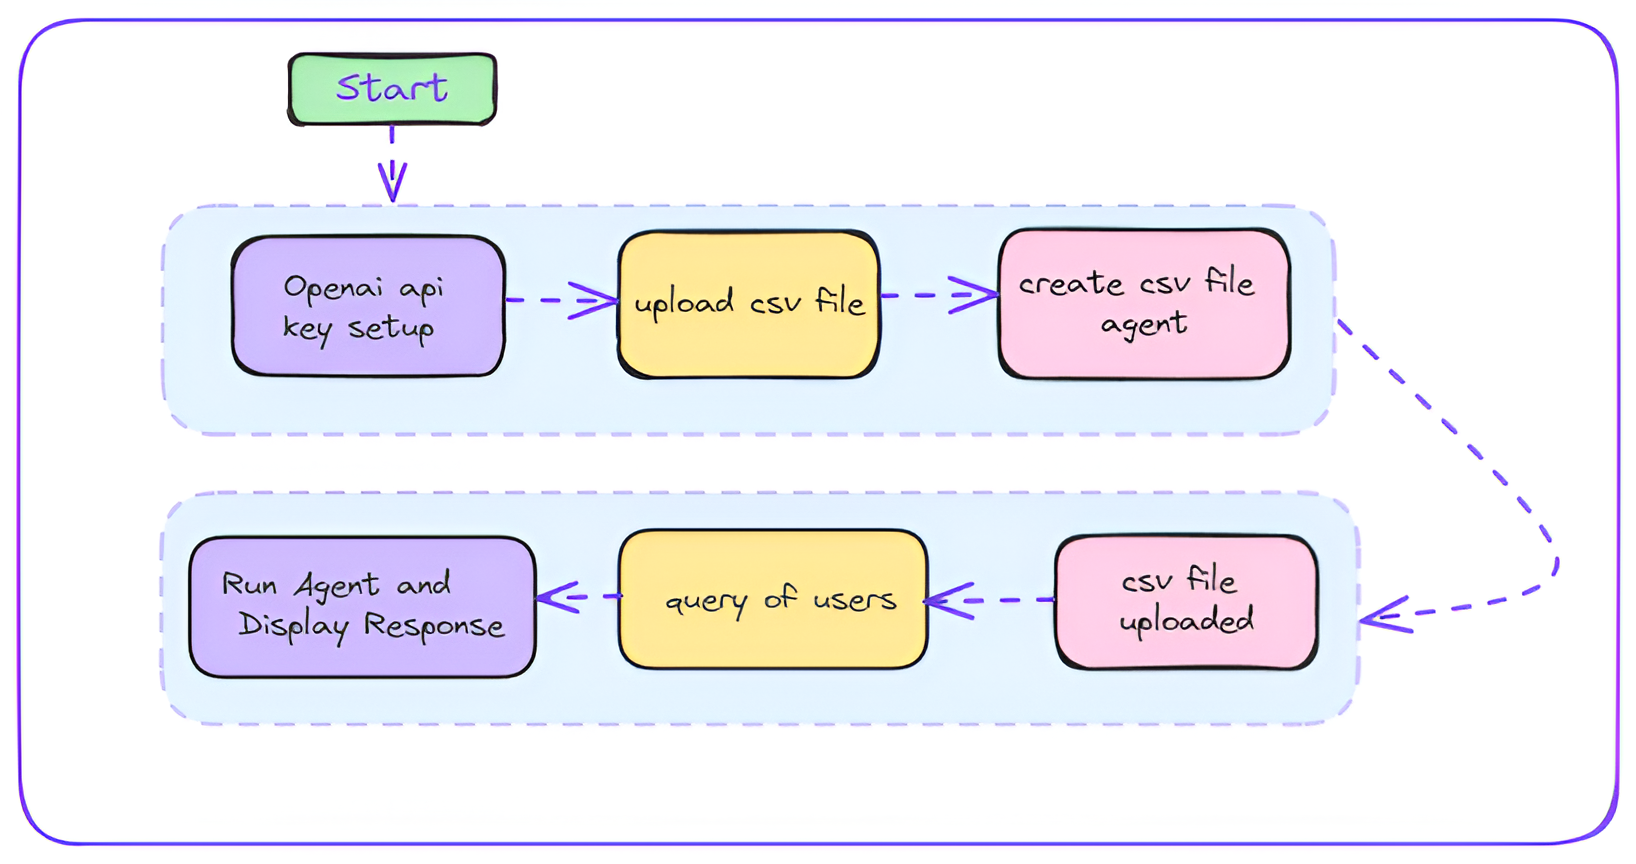 Start
Openai api
key setup
upload csv file
create csv file
agent
csv file
uploaded
query of users
Run Agent and
Display Response